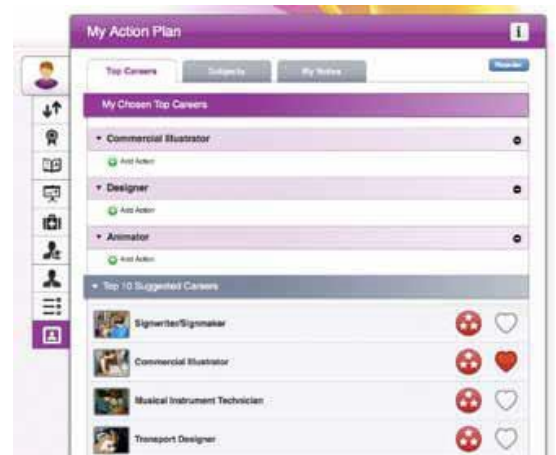 My Action Plan
i
Top Careers
Subjects
My Notes
Reorder
My Chosen Top Careers
Commercial Illustrator
Add Action
Designer
Add Action
Animator
Add Action
Top 10 Suggested Careers
Signwriter/Signmaker
Commercial Illustrator
Musical Instrument Technician
Transport Designer